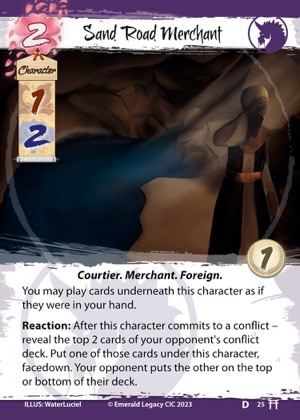 2
Sand Road Merchant
Character
1
2
1
Courtier. Merchant. Foreign.
You may play cards underneath this character as if
they were in your hand.
Reaction: After this character commits to a conflict –
reveal the top 2 cards of your opponent's conflict
deck. Put one of those cards under this character,
facedown. Your opponent puts the other on the top
or bottom of their deck.
ILLUS: WaterLuciel © Emerald Legacy CIC 2023 D 25